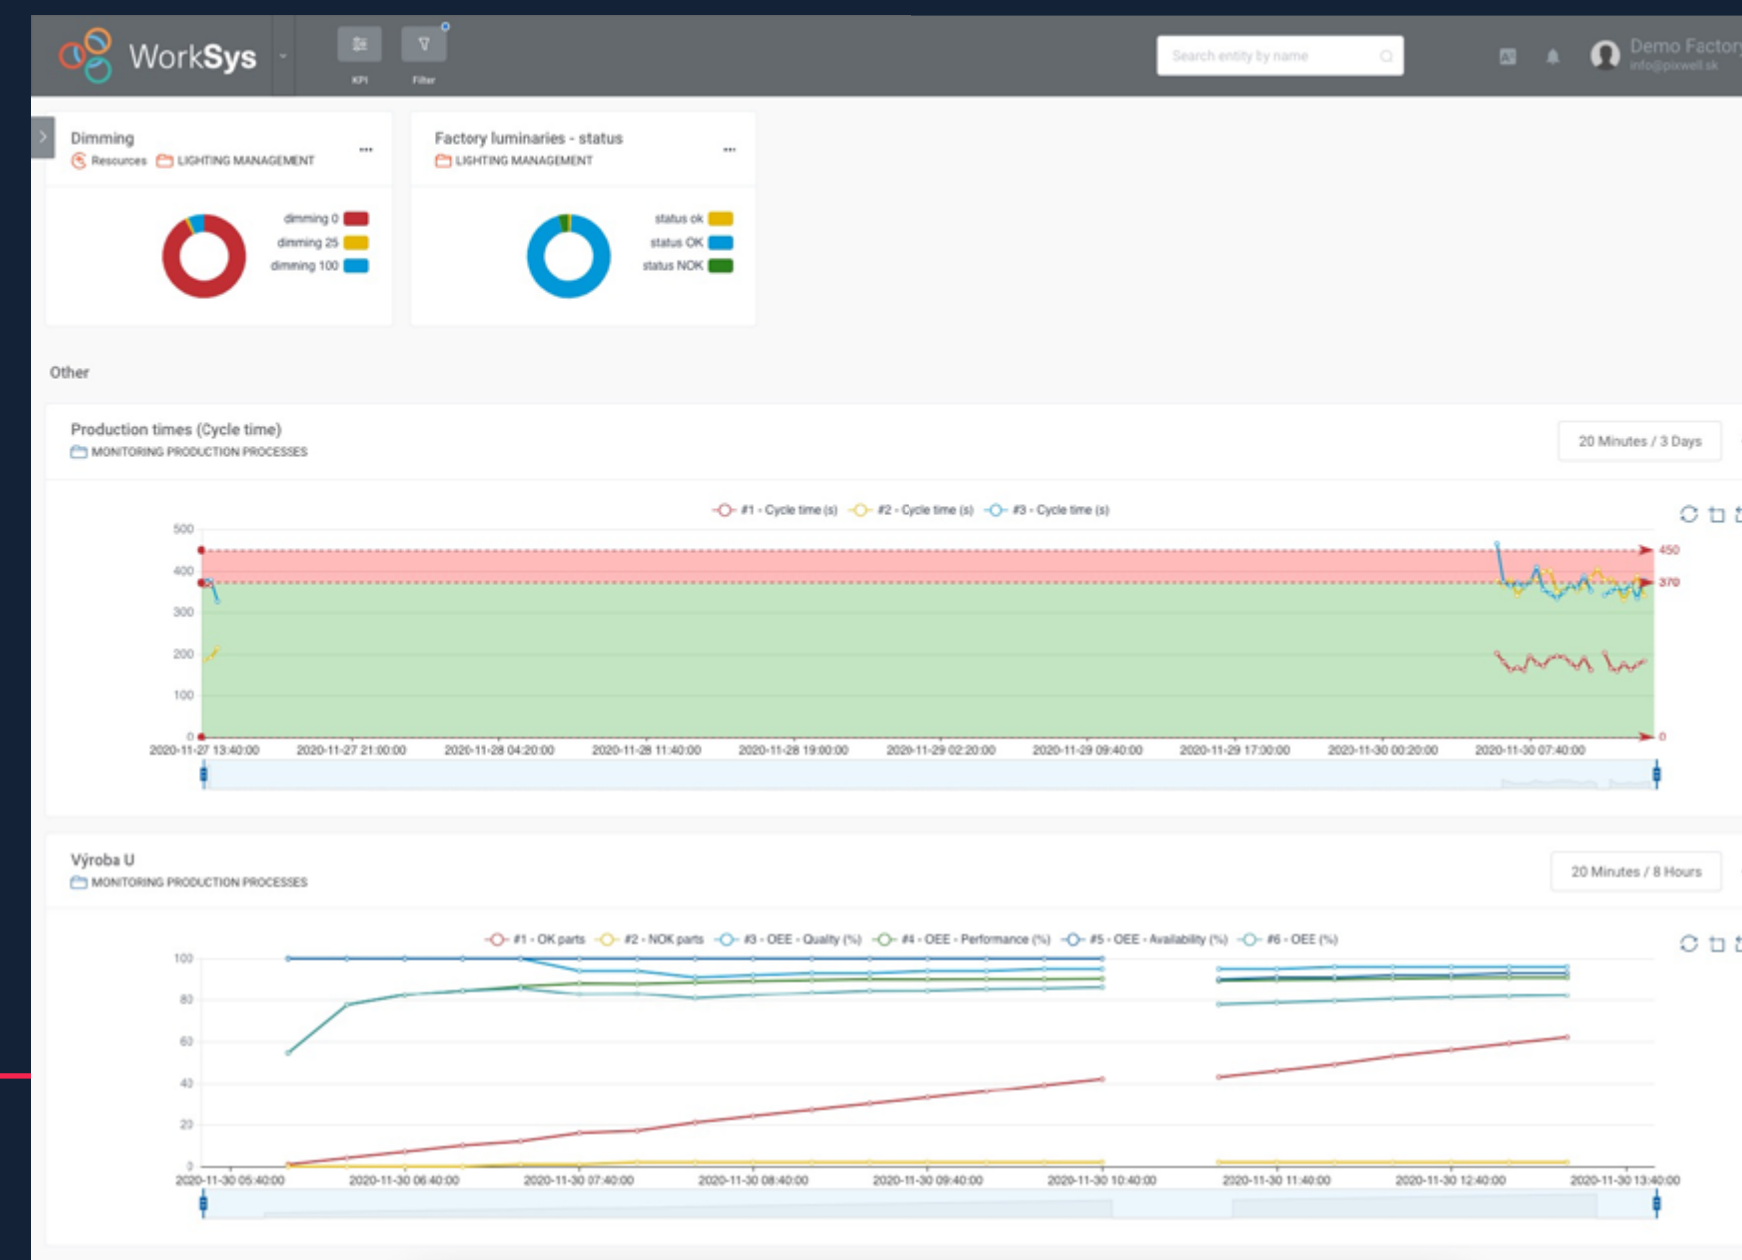 WorkSys
KPI
Filter
Search entity by name
Demo Factory
info@pixwell.sk
Dimming
Resources LIGHTING MANAGEMENT
dimming 0
dimming 25
dimming 100
Factory luminaries - status
LIGHTING MANAGEMENT
status ok
status OK
status NOK
Other
Production times (Cycle time)
MONITORING PRODUCTION PROCESSES
20 Minutes / 3 Days
#1 - Cycle time (s) #2 - Cycle time (s) #3 - Cycle time (s)
500
450
400
370
300
200
100
0 0
2020-11-27 13:40:00 2020-11-27 21:00:00 2020-11-28 04:20:00 2020-11-28 11:40:00 2020-11-28 19:00:00 2020-11-29 02:20:00 2020-11-29 09:40:00 2020-11-29 17:00:00 2020-11-30 00:20:00 2020-11-30 07:40:00
Výroba U
MONITORING PRODUCTION PROCESSES
20 Minutes / 8 Hours
#1 - OK parts #2 - NOK parts #3 - OEE - Quality (%) #4 - OEE - Performance (%) #5 - OEE - Availability (%) #6 - OEE (%)
100
80
60
40
20
0
2020-11-30 05:40:00 2020-11-30 06:40:00 2020-11-30 07:40:00 2020-11-30 08:40:00 2020-11-30 09:40:00 2020-11-30 10:40:00 2020-11-30 11:40:00 2020-11-30 12:40:00 2020-11-30 13:40:00